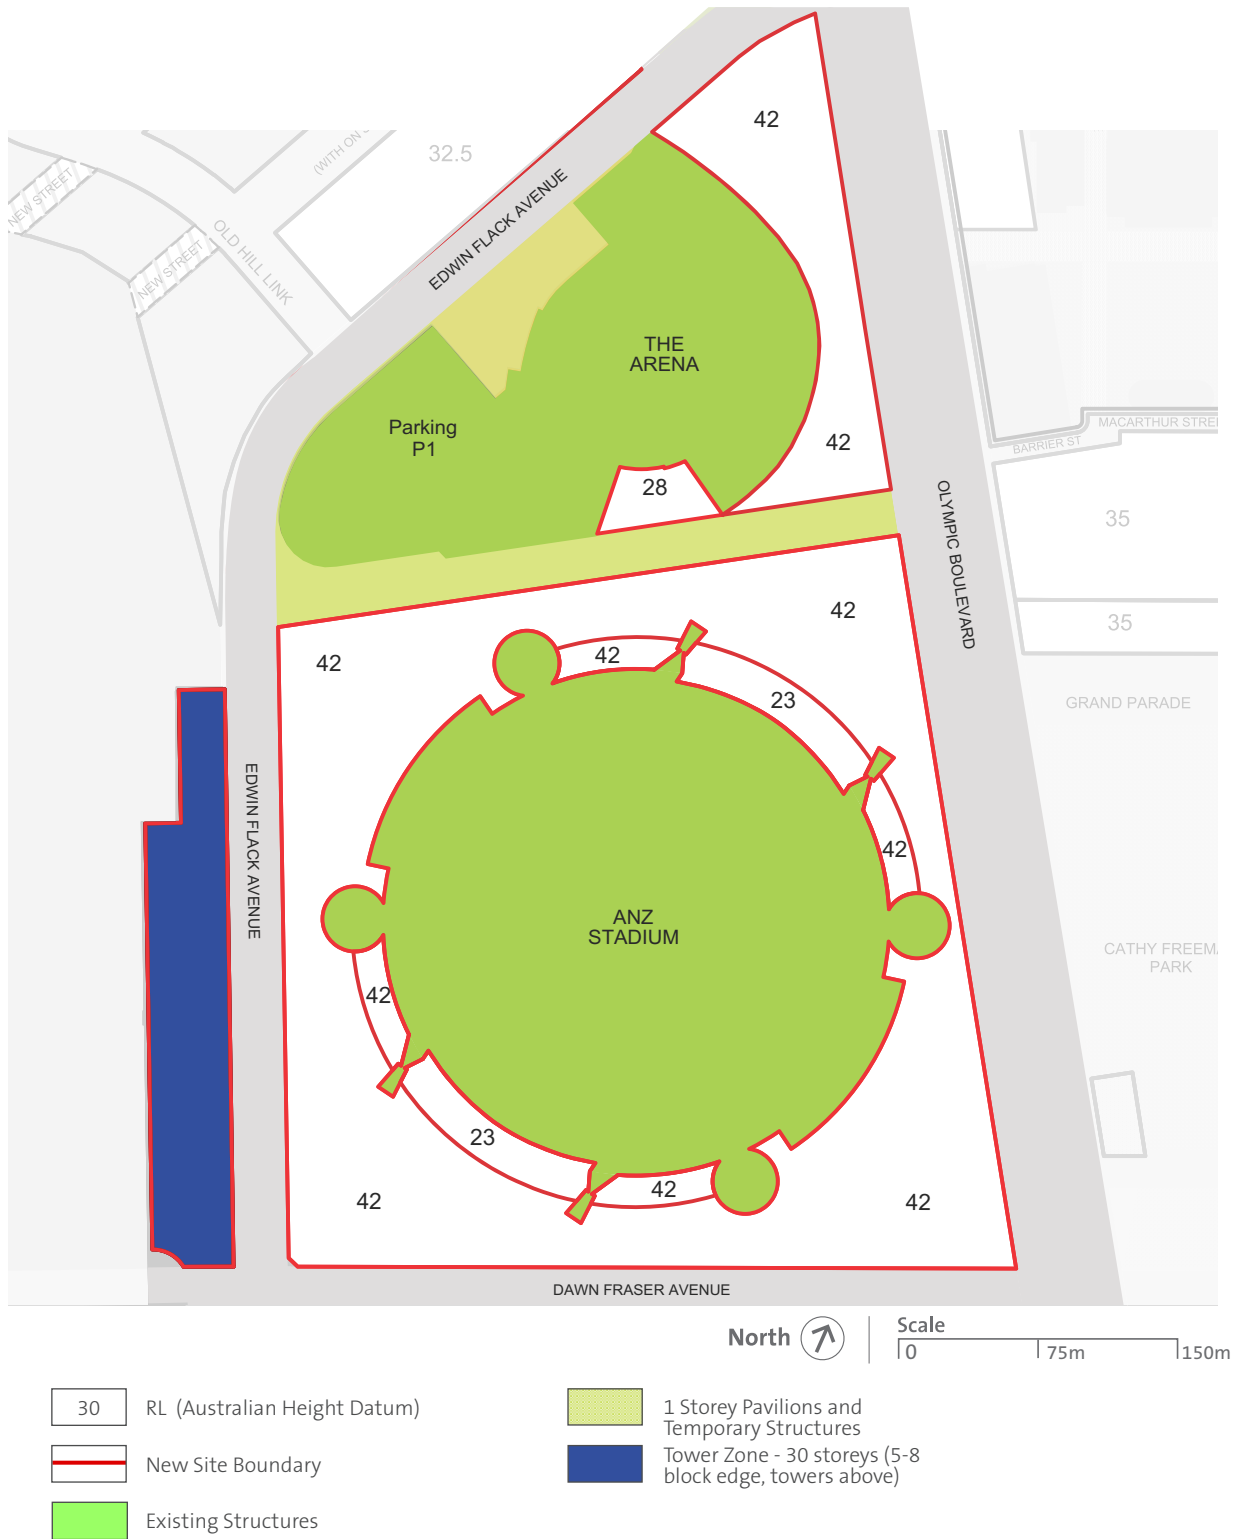 42
(WITH ON S
32.5
NEW STREET
EDWIN FLACK AVENUE
OLD HILL LINK
NEW STREET
THE
ARENA
Parking
P1
MACARTHUR STREE
BARRIER ST
42
28
OLYMPIC BOULEVARD
35
42
35
42
42
23
GRAND PARADE
EDWIN FLACK AVENUE
42
ANZ
STADIUM
CATHY FREEMA
PARK
42
23
42
42
42
DAWN FRASER AVENUE
North
Scale
0
75m
150m
30
RL (Australian Height Datum)
1 Storey Pavilions and
Temporary Structures
New Site Boundary
Tower Zone - 30 storeys (5-8
block edge, towers above)
Existing Structures